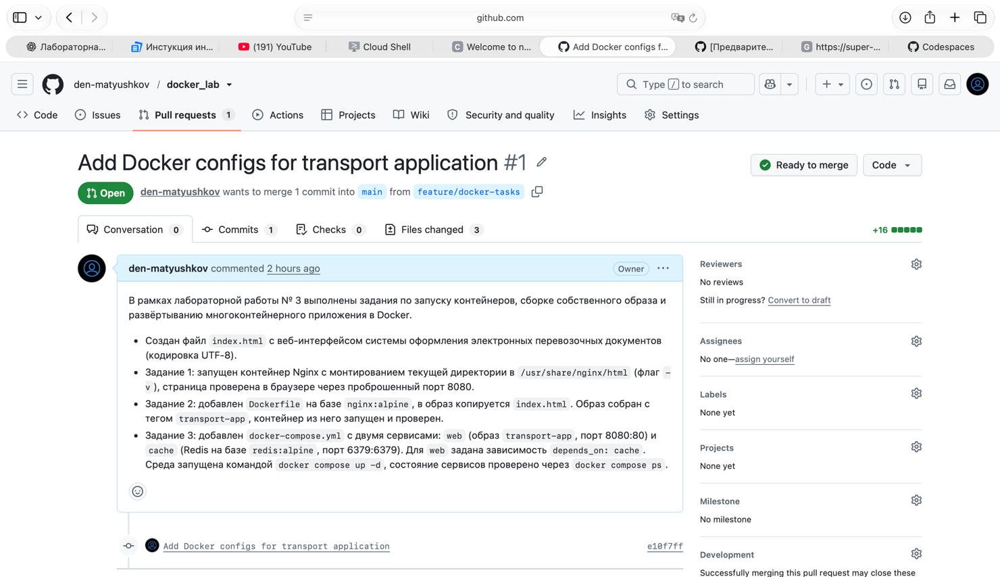 github.com
Лабораторна...
Инстукция ин...
(191) YouTube
Cloud Shell
Welcome to n...
Add Docker configs f...
[Предварите...
https://super-...
Codespaces
den-matyushkov / docker_lab
Type / to search
Code
Issues
Pull requests 1
Actions
Projects
Wiki
Security and quality
Insights
Settings
Add Docker configs for transport application #1
Ready to merge
Code
Open
den-matyushkov wants to merge 1 commit into main from feature/docker-tasks
Conversation 0
Commits 1
Checks 0
Files changed 3
+16
den-matyushkov commented 2 hours ago
Owner
В рамках лабораторной работы № 3 выполнены задания по запуску контейнеров, сборке собственного образа и
развёртыванию многоконтейнерного приложения в Docker.
• Создан файл index.html с веб-интерфейсом системы оформления электронных перевозочных документов
(кодировка UTF-8).
• Задание 1: запущен контейнер Nginx с монтированием текущей директории в /usr/share/nginx/html (флаг -
v ), страница проверена в браузере через проброшенный порт 8080.
• Задание 2: добавлен Dockerfile на базе nginx:alpine , в образ копируется index.html . Образ собран с
тегом transport-app , контейнер из него запущен и проверен.
• Задание 3: добавлен docker-compose.yml с двумя сервисами: web (образ transport-app , порт 8080:80) и
cache (Redis на базе redis:alpine , порт 6379:6379). Для web задана зависимость depends_on: cache .
Среда запущена командой docker compose up -d , состояние сервисов проверено через docker compose ps .
Add Docker configs for transport application
e10f7ff
Reviewers
No reviews
Still in progress? Convert to draft
Assignees
No one—assign yourself
Labels
None yet
Projects
None yet
Milestone
No milestone
Development
Successfully merging this pull request may close these